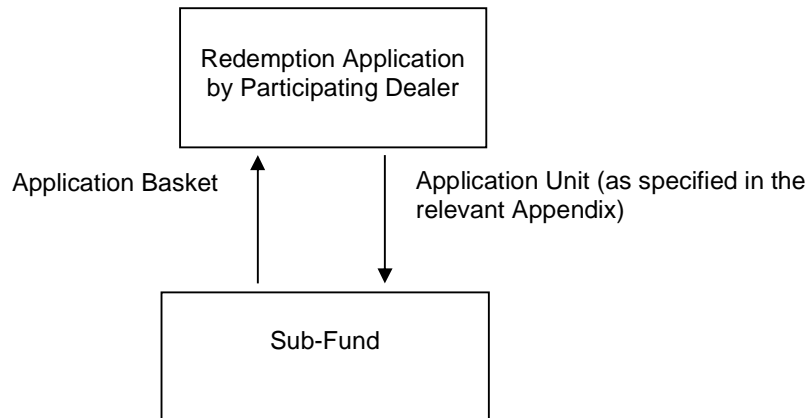 Redemption Application
by Participating Dealer
Application Basket
Application Unit (as specified in the
relevant Appendix)
Sub-Fund